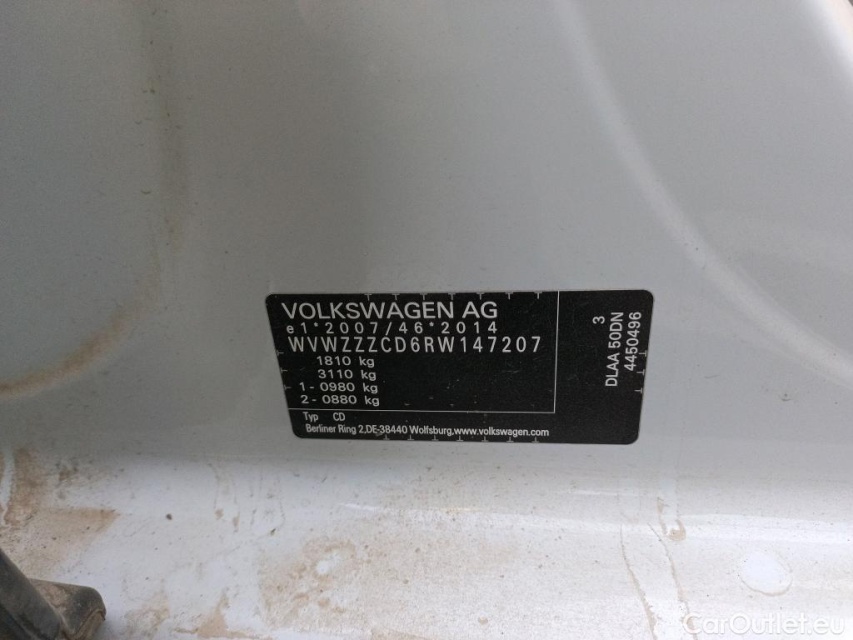 VOLKSWAGEN AG
e1*2007/46*2014
WVWZZZCD6RW147207
1810 kg
3110 kg
1 - 0980 kg
2 - 0880 kg
Typ CD
Berliner Ring 2,DE-38440 Wolfsburg,www.volkswagen.com
3
DLAA 50DN
4450496
CarOutlet.eu